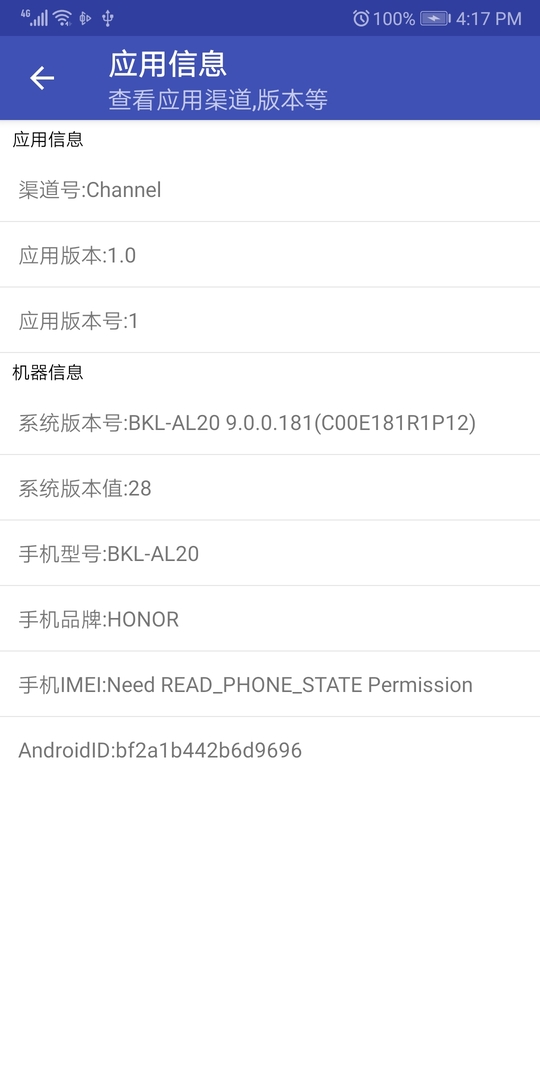 4G 100% 4:17 PM
应用信息
查看应用渠道,版本等
应用信息
渠道号:Channel
应用版本:1.0
应用版本号:1
机器信息
系统版本号:BKL-AL20 9.0.0.181(C00E181R1P12)
系统版本值:28
手机型号:BKL-AL20
手机品牌:HONOR
手机IMEI:Need READ_PHONE_STATE Permission
AndroidID:bf2a1b442b6d9696